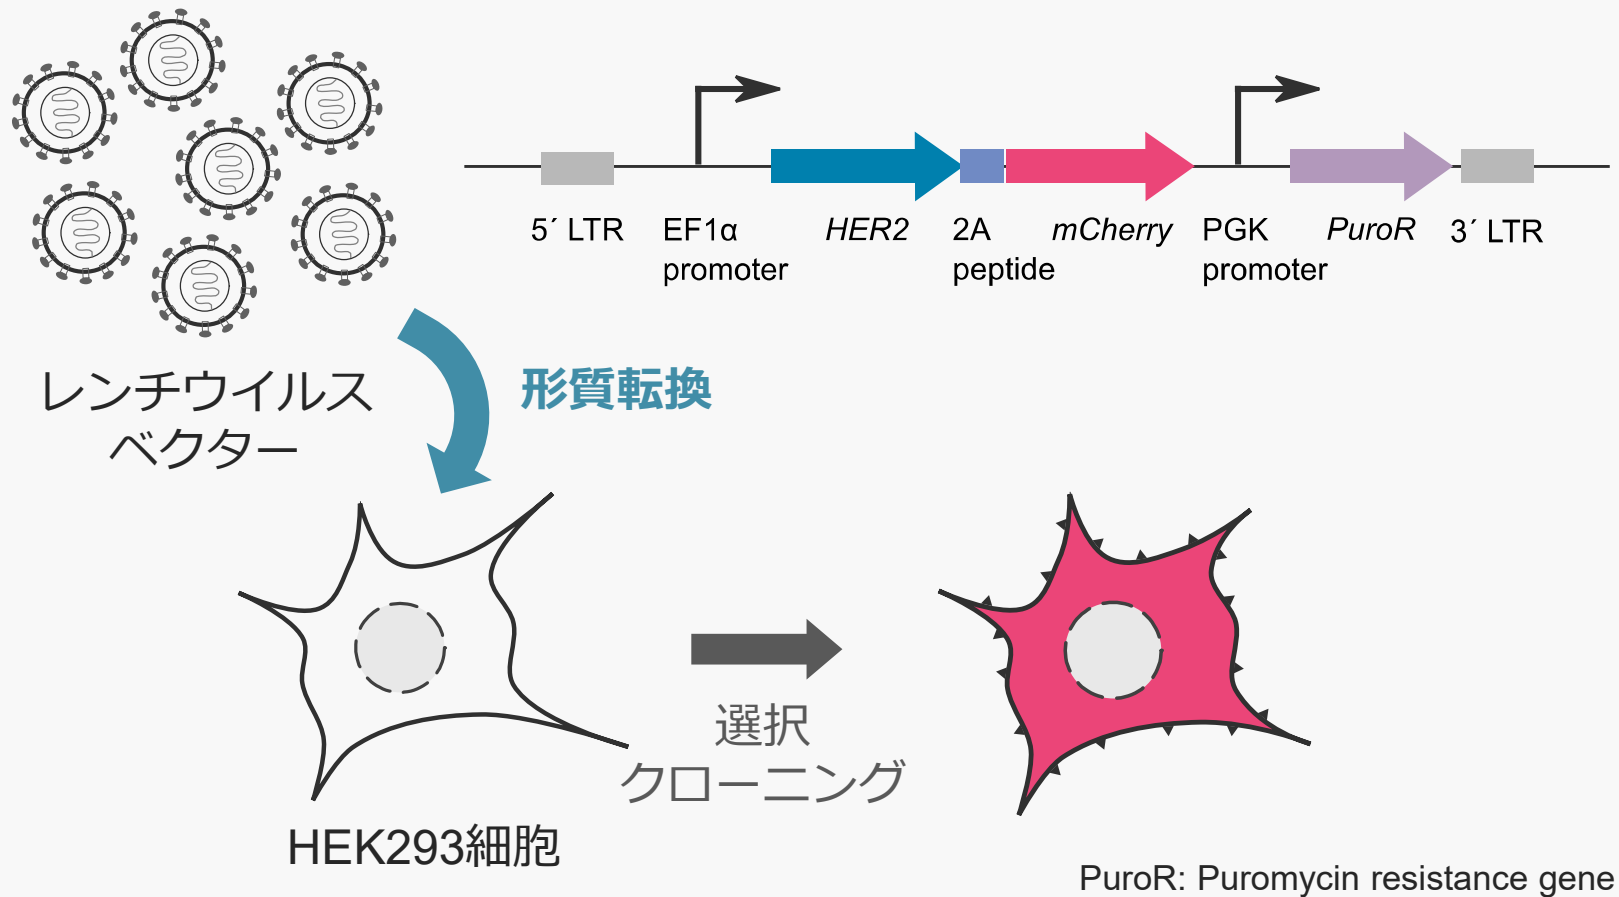 5´ LTR
EF1α
promoter
HER2
2A
peptide
mCherry
PGK
promoter
PuroR
3´ LTR
レンチウイルス
ベクター
形質転換
選択
クローニング
HEK293細胞
PuroR: Puromycin resistance gene